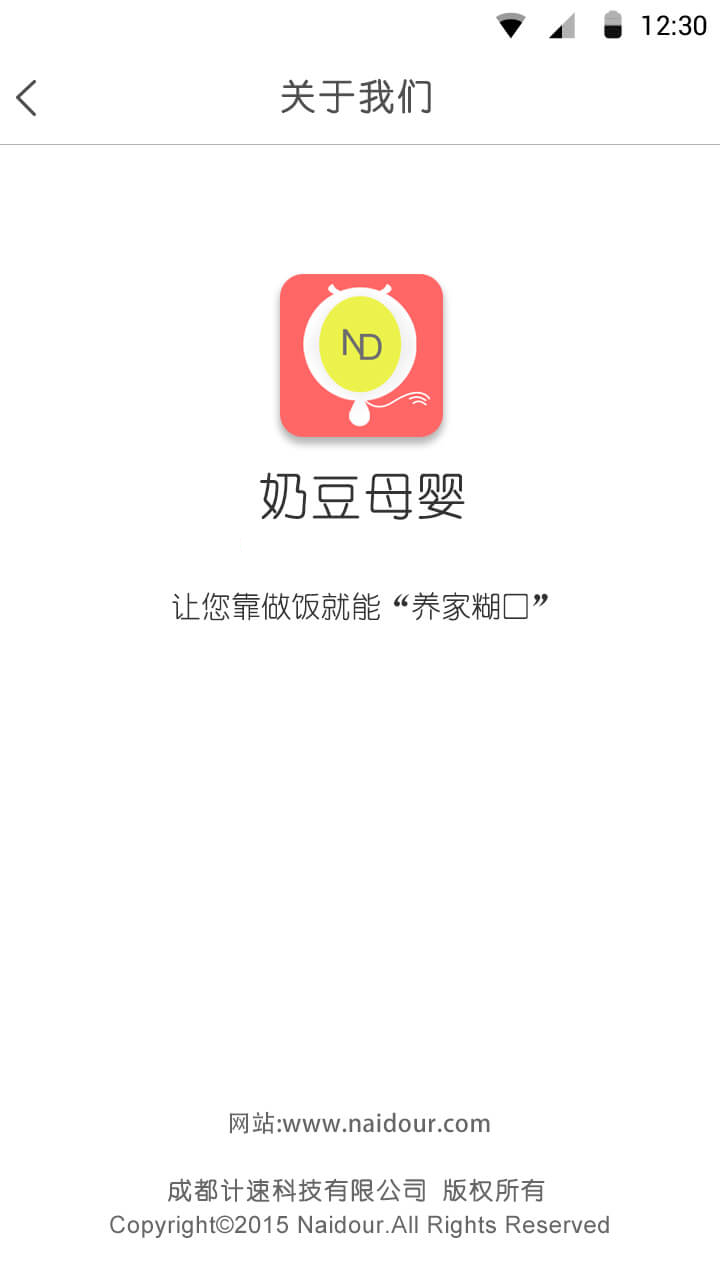 12:30
关于我们
ND
奶豆母婴
让您靠做饭就能“养家糊口”
网站:www.naidour.com
成都计速科技有限公司 版权所有
Copyright©2015 Naidour.All Rights Reserved